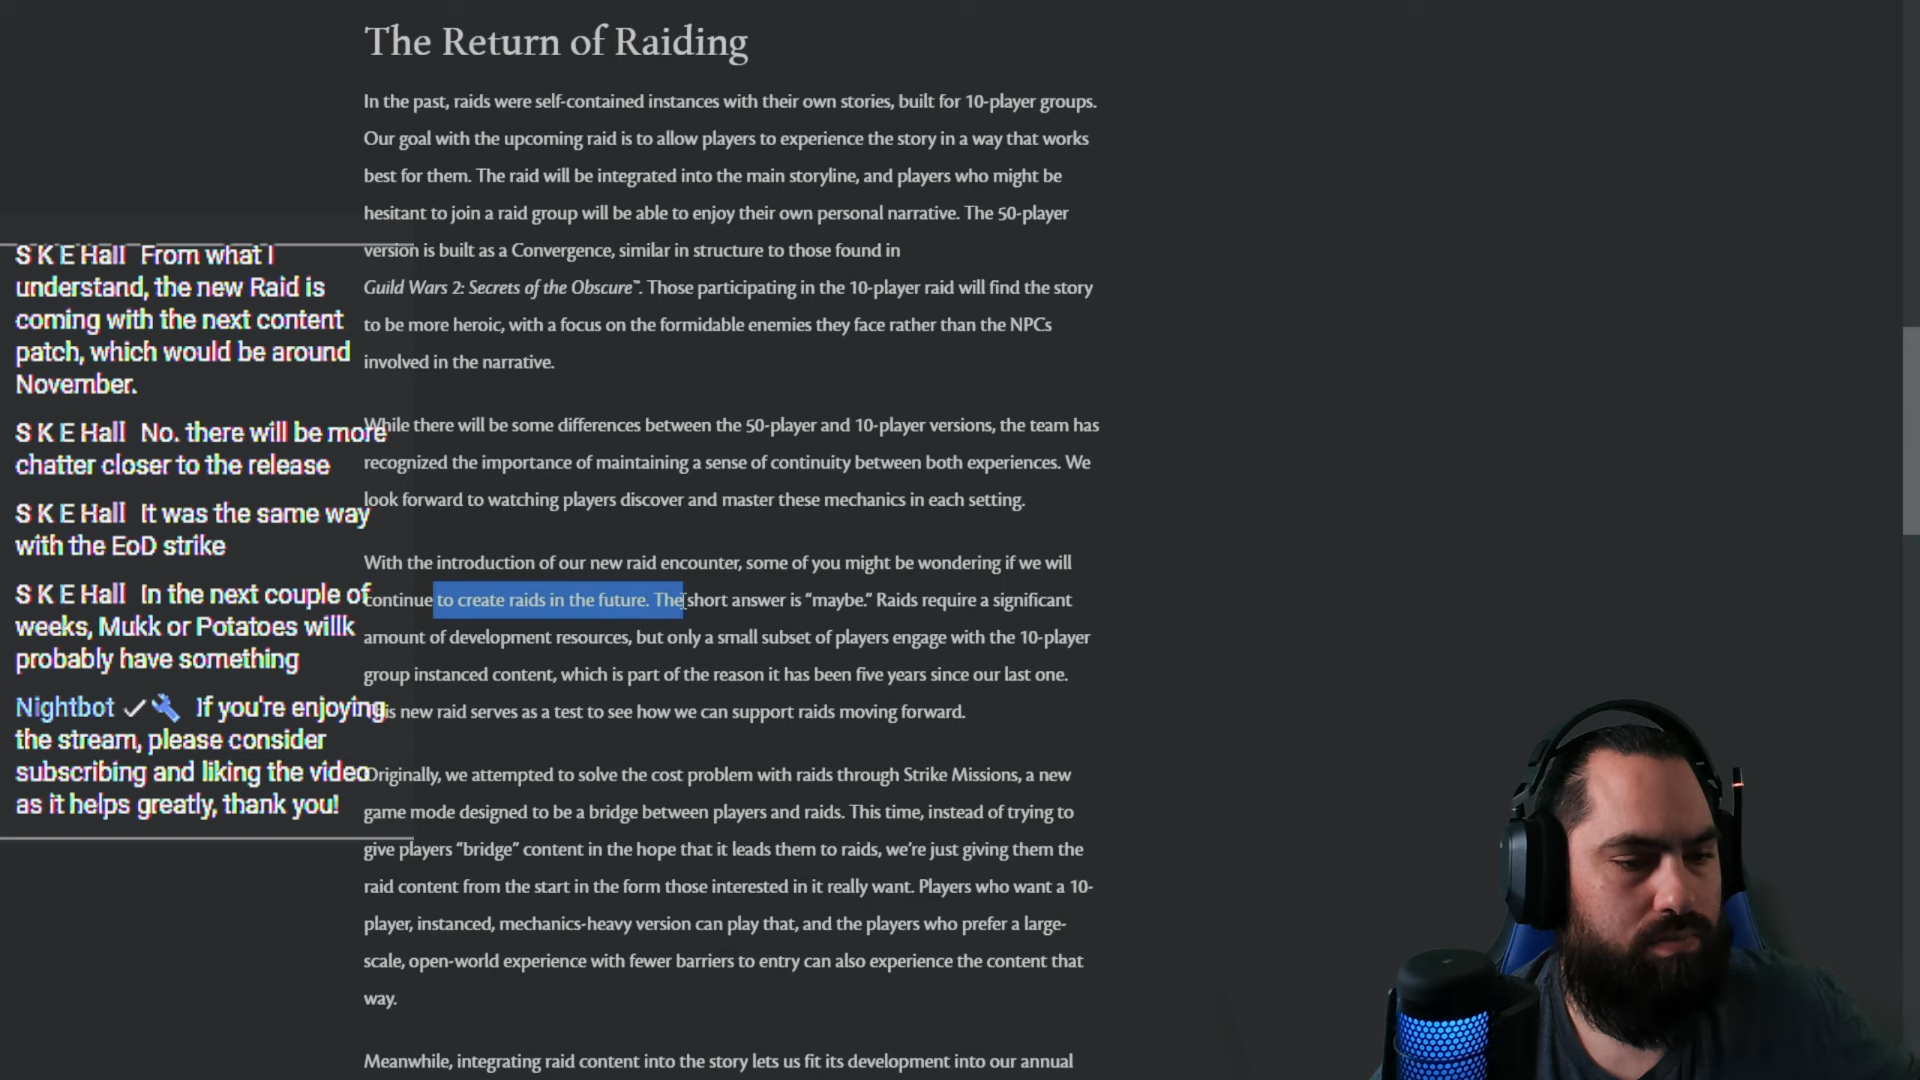 The Return of Raiding
In the past, raids were self-contained instances with their own stories, built for 10-player groups.
Our goal with the upcoming raid is to allow players to experience the story in a way that works
best for them. The raid will be integrated into the main storyline, and players who might be
hesitant to join a raid group will be able to enjoy their own personal narrative. The 50-player
version is built as a Convergence, similar in structure to those found in
Guild Wars 2: Secrets of the Obscure™. Those participating in the 10-player raid will find the story
to be more heroic, with a focus on the formidable enemies they face rather than the NPCs
involved in the narrative.
While there will be some differences between the 50-player and 10-player versions, the team has
recognized the importance of maintaining a sense of continuity between both experiences. We
look forward to watching players discover and master these mechanics in each setting.
With the introduction of our new raid encounter, some of you might be wondering if we will
continue to create raids in the future. The short answer is “maybe.” Raids require a significant
amount of development resources, but only a small subset of players engage with the 10-player
group instanced content, which is part of the reason it has been five years since our last one.
is new raid serves as a test to see how we can support raids moving forward.
Originally, we attempted to solve the cost problem with raids through Strike Missions, a new
game mode designed to be a bridge between players and raids. This time, instead of trying to
give players “bridge” content in the hope that it leads them to raids, we’re just giving them the
raid content from the start in the form those interested in it really want. Players who want a 10-
player, instanced, mechanics-heavy version can play that, and the players who prefer a large-
scale, open-world experience with fewer barriers to entry can also experience the content that
way.
Meanwhile, integrating raid content into the story lets us fit its development into our annual
S K E Hall From what I
understand, the new Raid is
coming with the next content
patch, which would be around
November.
S K E Hall No. there will be more
chatter closer to the release
S K E Hall It was the same way
with the EoD strike
S K E Hall In the next couple of
weeks, Mukk or Potatoes willk
probably have something
Nightbot If you're enjoying
the stream, please consider
subscribing and liking the video
as it helps greatly, thank you!